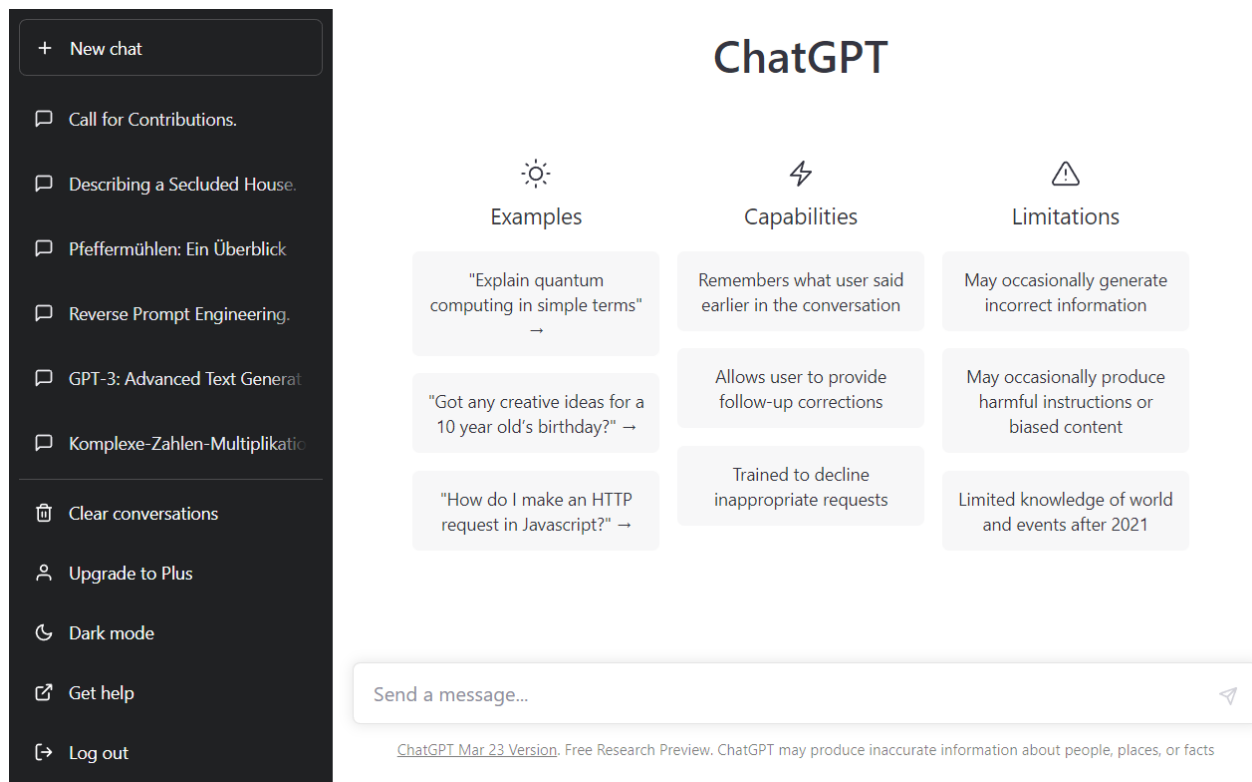 New chat
Call for Contributions.
Describing a Secluded House.
Pfeffermühlen: Ein Überblick
Reverse Prompt Engineering.
GPT-3: Advanced Text Generat
Komplexe-Zahlen-Multiplikatio
Clear conversations
Upgrade to Plus
Dark mode
Get help
Log out
ChatGPT
Examples
"Explain quantum
computing in simple terms"
→
"Got any creative ideas for a
10 year old's birthday?" →
"How do I make an HTTP
request in Javascript?" →
Capabilities
Remembers what user said
earlier in the conversation
Allows user to provide
follow-up corrections
Trained to decline
inappropriate requests
Limitations
May occasionally generate
incorrect information
May occasionally produce
harmful instructions or
biased content
Limited knowledge of world
and events after 2021
Send a message...
ChatGPT Mar 23 Version. Free Research Preview. ChatGPT may produce inaccurate information about people, places, or facts